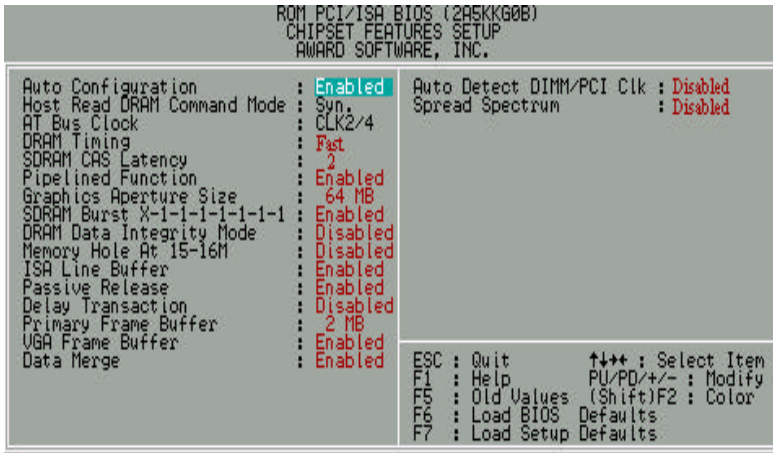 ROM PCI/ISA BIOS (2A5KKG0B)
CHIPSET FEATURES SETUP
AWARD SOFTWARE, INC.
Auto Configuration : Enabled
Host Read DRAM Command Mode : Syn.
AT Bus Clock : CLK2/4
DRAM Timing : Fast
SDRAM CAS Latency : 2
Pipelined Function : Enabled
Graphics Aperture Size : 64 MB
SDRAM Burst X-1-1-1-1-1-1-1 : Enabled
DRAM Data Integrity Mode : Disabled
Memory Hole At 15-16M : Disabled
ISA Line Buffer : Enabled
Passive Release : Enabled
Delay Transaction : Disabled
Primary Frame Buffer : 2 MB
VGA Frame Buffer : Enabled
Data Merge : Enabled
Auto Detect DIMM/PCI Clk : Disabled
Spread Spectrum : Disabled
ESC : Quit ↑↓→← : Select Item
F1 : Help PU/PD/+/- : Modify
F5 : Old Values (Shift)F2 : Color
F6 : Load BIOS Defaults
F7 : Load Setup Defaults